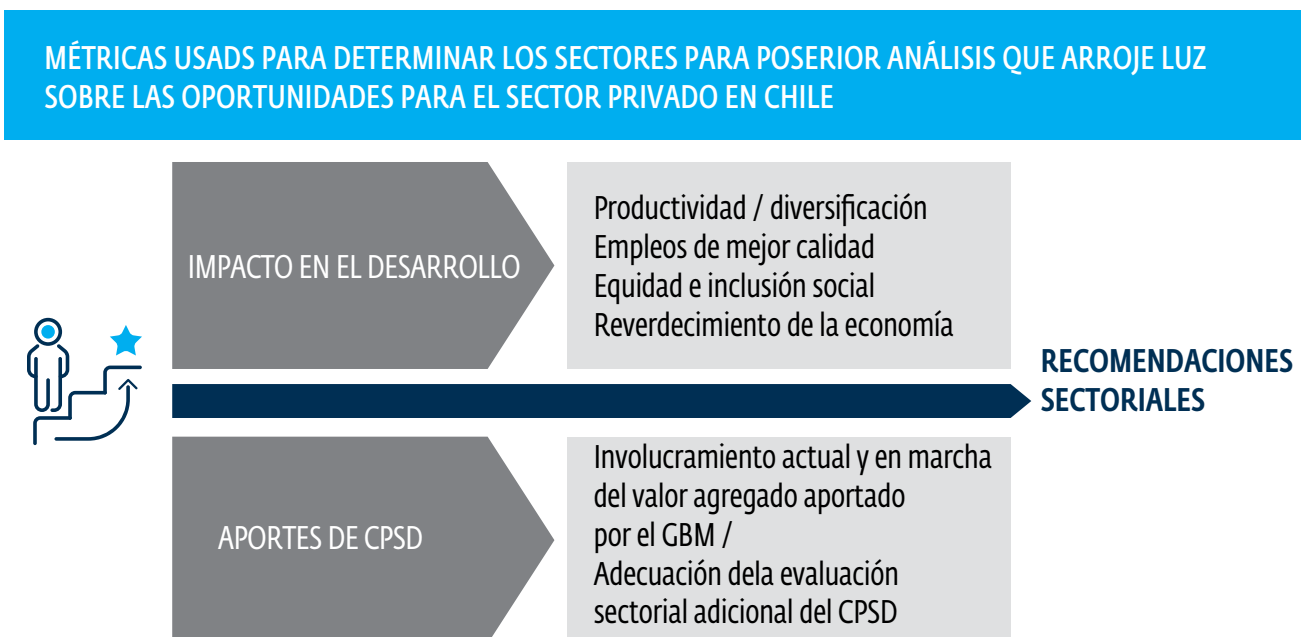 MÉTRICAS USADS PARA DETERMINAR LOS SECTORES PARA POSERIOR ANÁLISIS QUE ARROJE LUZ
SOBRE LAS OPORTUNIDADES PARA EL SECTOR PRIVADO EN CHILE
IMPACTO EN EL DESARROLLO
Productividad / diversificación
Empleos de mejor calidad
Equidad e inclusión social
Reverdecimiento de la economía
RECOMENDACIONES
SECTORIALES
APORTES DE CPSD
Involucramiento actual y en marcha
del valor agregado aportado
por el GBM /
Adecuación dela evaluación
sectorial adicional del CPSD